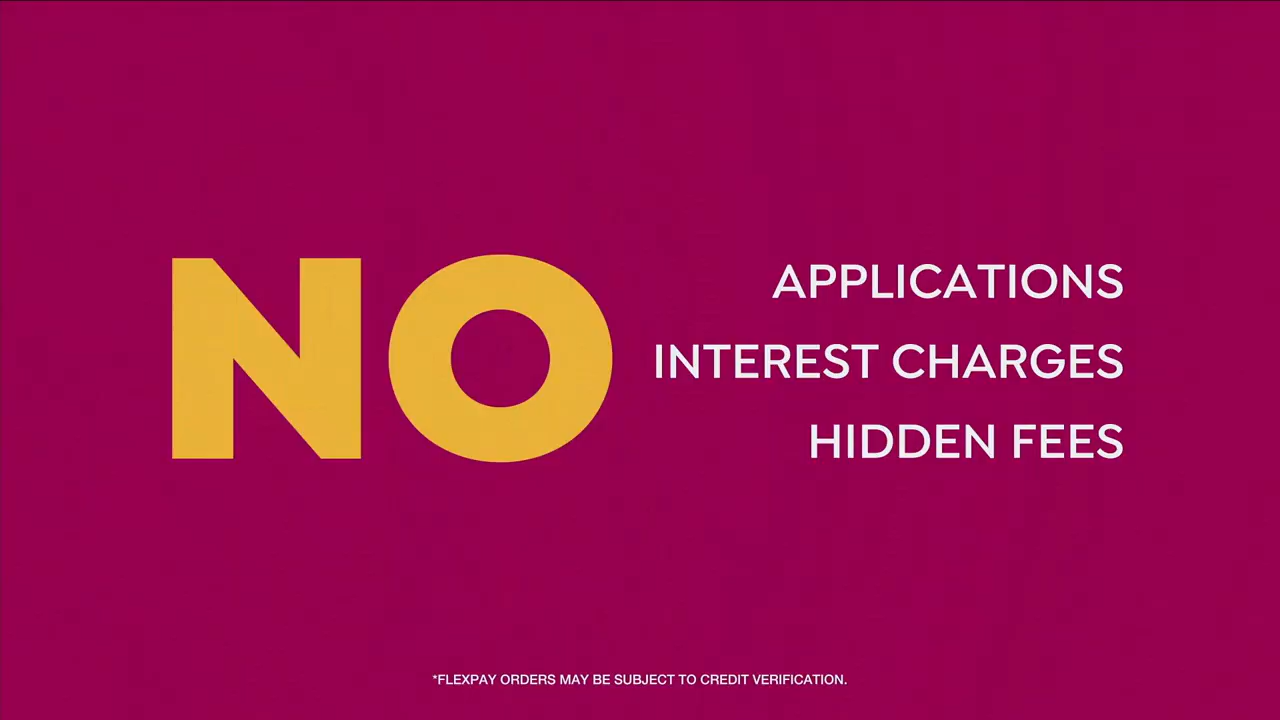 NO
APPLICATIONS
INTEREST CHARGES
HIDDEN FEES
*FLEXPAY ORDERS MAY BE SUBJECT TO CREDIT VERIFICATION.